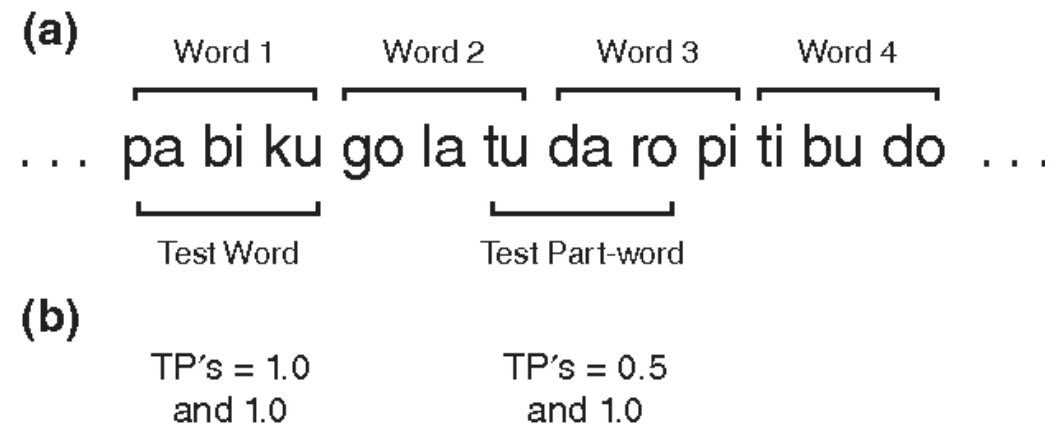 (a)
Word 1 Word 2 Word 3 Word 4
. . . pa bi ku go la tu da ro pi ti bu do . . .
Test Word Test Part-word
(b)
TP's = 1.0 TP's = 0.5
and 1.0 and 1.0